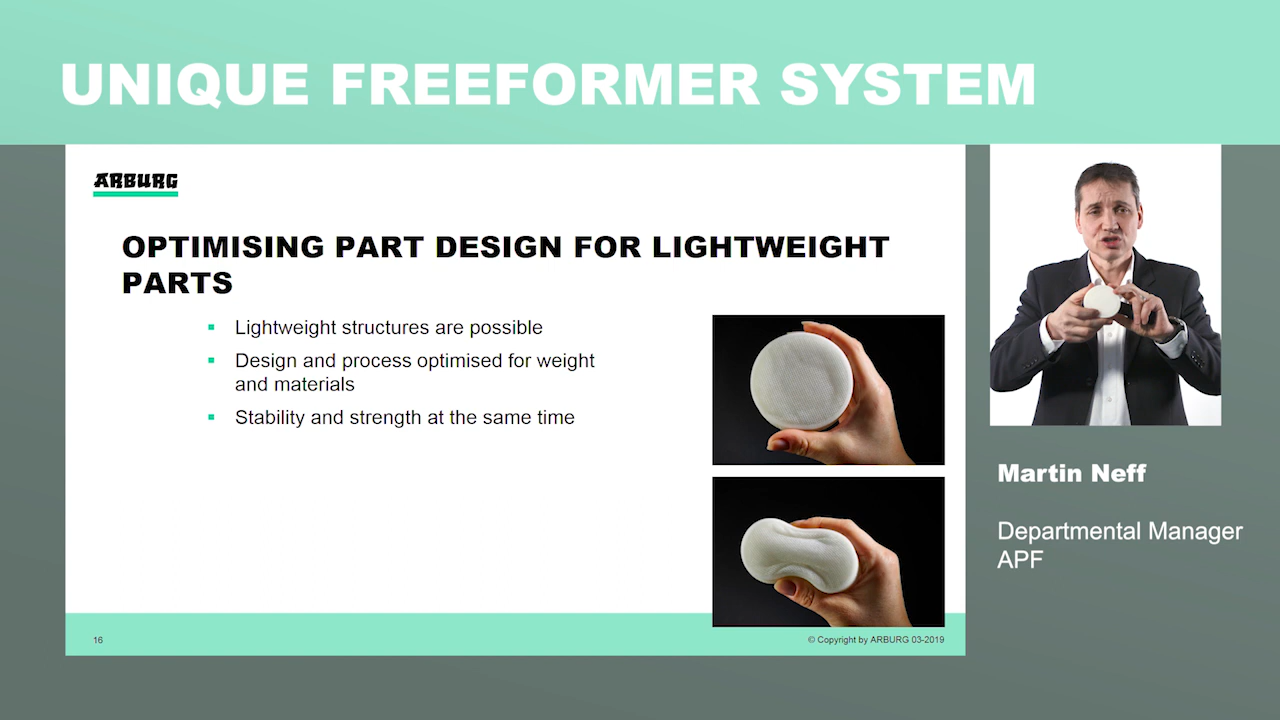 UNIQUE FREEFORMER SYSTEM
ARBURG
OPTIMISING PART DESIGN FOR LIGHTWEIGHT
PARTS
▪ Lightweight structures are possible
▪ Design and process optimised for weight
and materials
▪ Stability and strength at the same time
16
© Copyright by ARBURG 03-2019
Martin Neff
Departmental Manager
APF